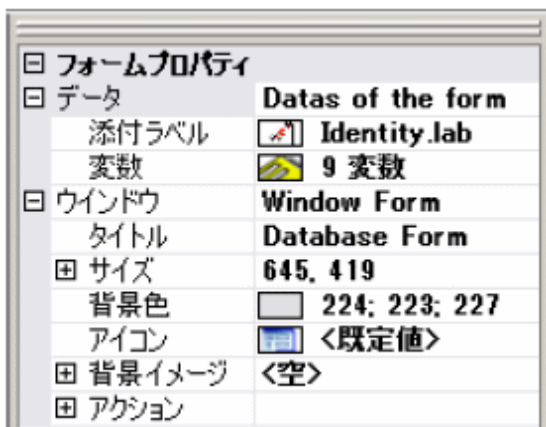 フォームプロパティ
データ Datas of the form
添付ラベル Identity.lab
変数 9 変数
ウインドウ Window Form
タイトル Database Form
サイズ 645, 419
背景色 224; 223; 227
アイコン <既定値>
背景イメージ <空>
アクション